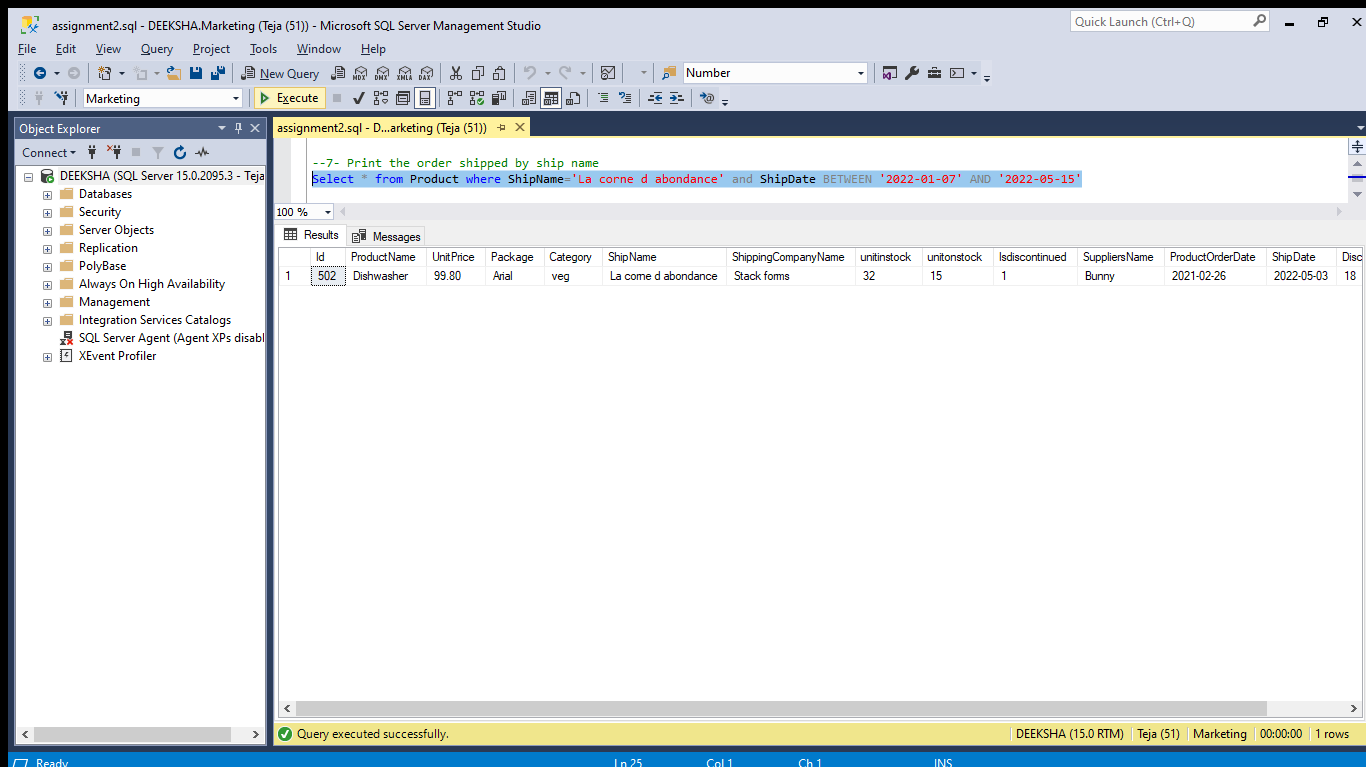 assignment2.sql - DEEKSHA.Marketing (Teja (51)) - Microsoft SQL Server Management Studio
Quick Launch (Ctrl+Q)
File Edit View Query Project Tools Window Help
New Query MDX DMX XMLA DAX Number
Marketing Execute
Object Explorer
assignment2.sql - D...arketing (Teja (51))
Connect
DEEKSHA (SQL Server 15.0.2095.3 - Teja
Databases
Security
Server Objects
Replication
PolyBase
Always On High Availability
Management
Integration Services Catalogs
SQL Server Agent (Agent XPs disabl
XEvent Profiler
--7- Print the order shipped by ship name
Select * from Product where ShipName='La corne d abondance' and ShipDate BETWEEN '2022-01-07' AND '2022-05-15'
100 %
Results Messages
Id ProductName UnitPrice Package Category ShipName ShippingCompanyName unitinstock unitonstock Isdiscontinued SuppliersName ProductOrderDate ShipDate Disc
1 502 Dishwasher 99.80 Arial veg La corne d abondance Stack forms 32 15 1 Bunny 2021-02-26 2022-05-03 18
Query executed successfully. DEEKSHA (15.0 RTM) Teja (51) Marketing 00:00:00 1 rows
Ready Ln 25 Col 1 Ch 1 INS